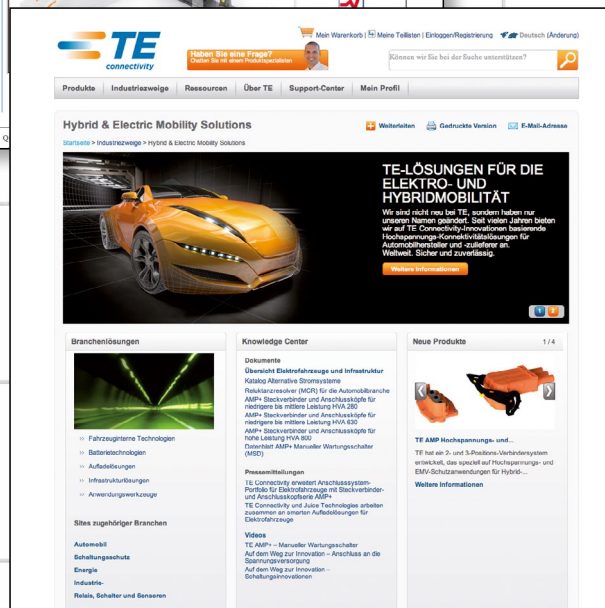 TE
connectivity
Mein Warenkorb | Meine Teillisten | Einloggen/Registrierung Deutsch (Änderung)
Haben Sie eine Frage?
Chatten Sie mit einem Produktspezialisten
Können wir Sie bei der Suche unterstützen?
Produkte Industriezweige Ressourcen Über TE Support-Center Mein Profil
Hybrid & Electric Mobility Solutions
Weiterleiten Gedruckte Version E-Mail-Adresse
Startseite > Industriezweige > Hybrid & Electric Mobility Solutions
TE-LÖSUNGEN FÜR DIE
ELEKTRO- UND
HYBRIDMOBILITÄT
Wir sind nicht neu bei TE, sondern haben nur
unseren Namen geändert. Seit vielen Jahren bieten
wir auf TE Connectivity-Innovationen basierende
Hochspannungs-Konnektivitätslösungen für
Automobilhersteller und -zulieferer an.
Weltweit. Sicher und zuverlässig.
Weitere Informationen
1 2
Branchenlösungen
Fahrzeuginterne Technologien
Batterietechnologien
Aufladelösungen
Infrastrukturlösungen
Anwendungswerkzeuge
Sites zugehöriger Branchen
Automobil
Schaltungsschutz
Energie
Industrie-
Relais, Schalter und Sensoren
Knowledge Center
Dokumente
Übersicht Elektrofahrzeuge und Infrastruktur
Katalog Alternative Stromsysteme
Reluktanzresolver (MCR) für die Automobilbranche
AMP+ Steckverbinder und Anschlussköpfe für
niedrigere bis mittlere Leistung HVA 280
AMP+ Steckverbinder und Anschlussköpfe für
niedrigere bis mittlere Leistung HVA 630
AMP+ Steckverbinder und Anschlussköpfe für
hohe Leistung HVA 800
Datenblatt AMP+ Manueller Wartungsschalter
(MSD)
Pressemitteilungen
TE Connectivity erweitert Anschlusssystem-
Portfolio für Elektrofahrzeuge mit Steckverbinder-
und Anschlusskopfserie AMP+
TE Connectivity und Juice Technologies arbeiten
zusammen an smarten Aufladelösungen für
Elektrofahrzeuge
Videos
TE AMP+ – Manueller Wartungsschalter
Auf dem Weg zur Innovation – Anschluss an die
Spannungsversorgung
Auf dem Weg zur Innovation –
Schaltungsinnovationen
Neue Produkte 1/4
TE AMP Hochspannungs- und...
TE hat ein 2- und 3-Positions-Verbindersystem
entwickelt, das speziell auf Hochspannungs- und
EMV-Schutzanwendungen für Hybrid-...
Weitere Informationen